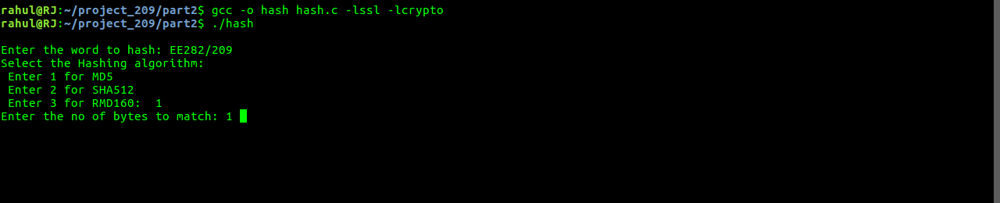 rahul@RJ:~/project_209/part2$ gcc -o hash hash.c -lssl -lcrypto
rahul@RJ:~/project_209/part2$ ./hash
Enter the word to hash: EE282/209
Select the Hashing algorithm:
Enter 1 for MD5
Enter 2 for SHA512
Enter 3 for RMD160:  1
Enter the no of bytes to match: 1